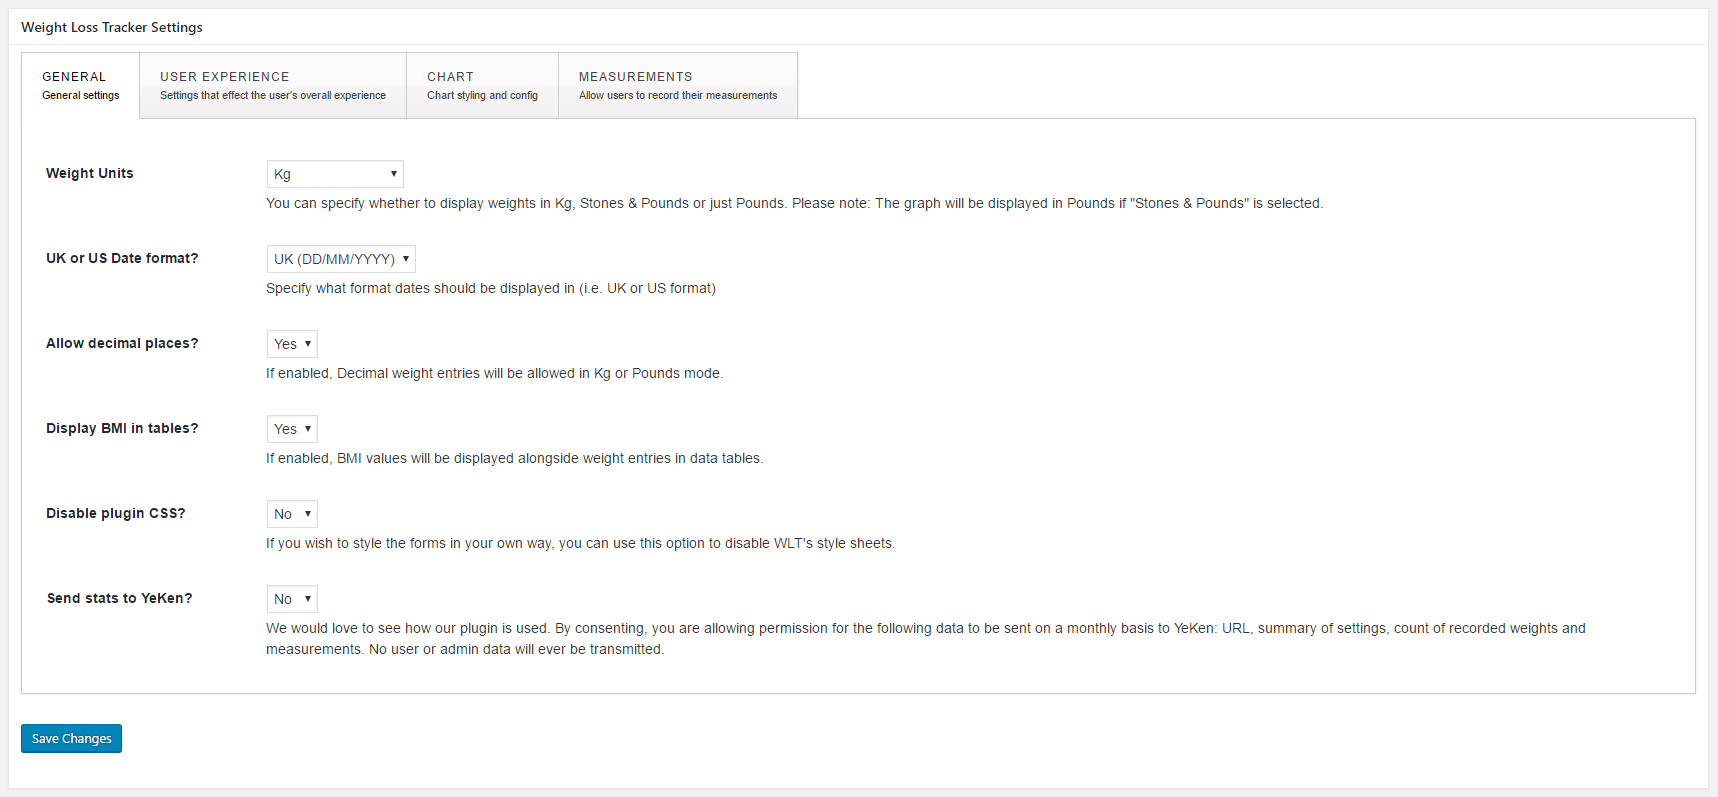 Weight Loss Tracker Settings
GENERAL
General settings
USER EXPERIENCE
Settings that effect the user's overall experience
CHART
Chart styling and config
MEASUREMENTS
Allow users to record their measurements
Weight Units
Kg
You can specify whether to display weights in Kg, Stones & Pounds or just Pounds. Please note: The graph will be displayed in Pounds if "Stones & Pounds" is selected.
UK or US Date format?
UK (DD/MM/YYYY)
Specify what format dates should be displayed in (i.e. UK or US format)
Allow decimal places?
Yes
If enabled, Decimal weight entries will be allowed in Kg or Pounds mode.
Display BMI in tables?
Yes
If enabled, BMI values will be displayed alongside weight entries in data tables.
Disable plugin CSS?
No
If you wish to style the forms in your own way, you can use this option to disable WLT's style sheets.
Send stats to YeKen?
No
We would love to see how our plugin is used. By consenting, you are allowing permission for the following data to be sent on a monthly basis to YeKen: URL, summary of settings, count of recorded weights and
measurements. No user or admin data will ever be transmitted.
Save Changes